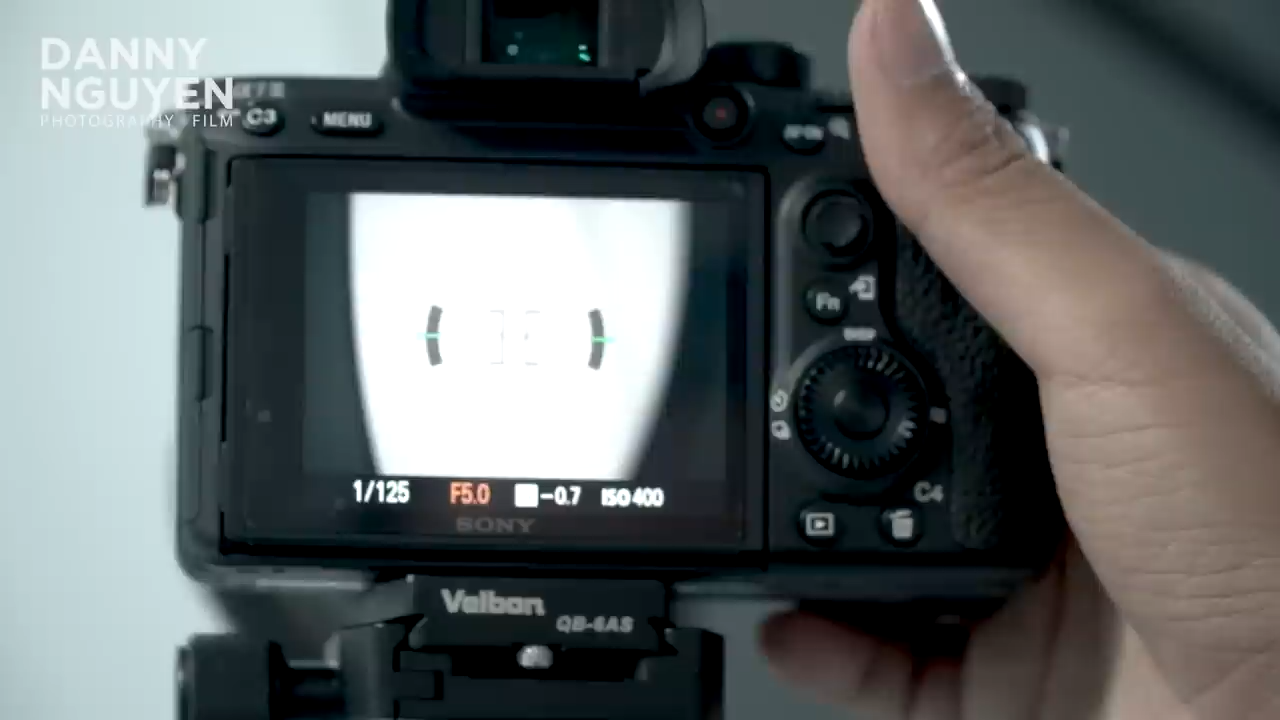 DANNY
NGUYEN
PHOTOGRAPHY FILM
C3
MENU
Fn
1/125 F5.0 -0.7 ISO 400
SONY
C4
Velbon
QB-6AS